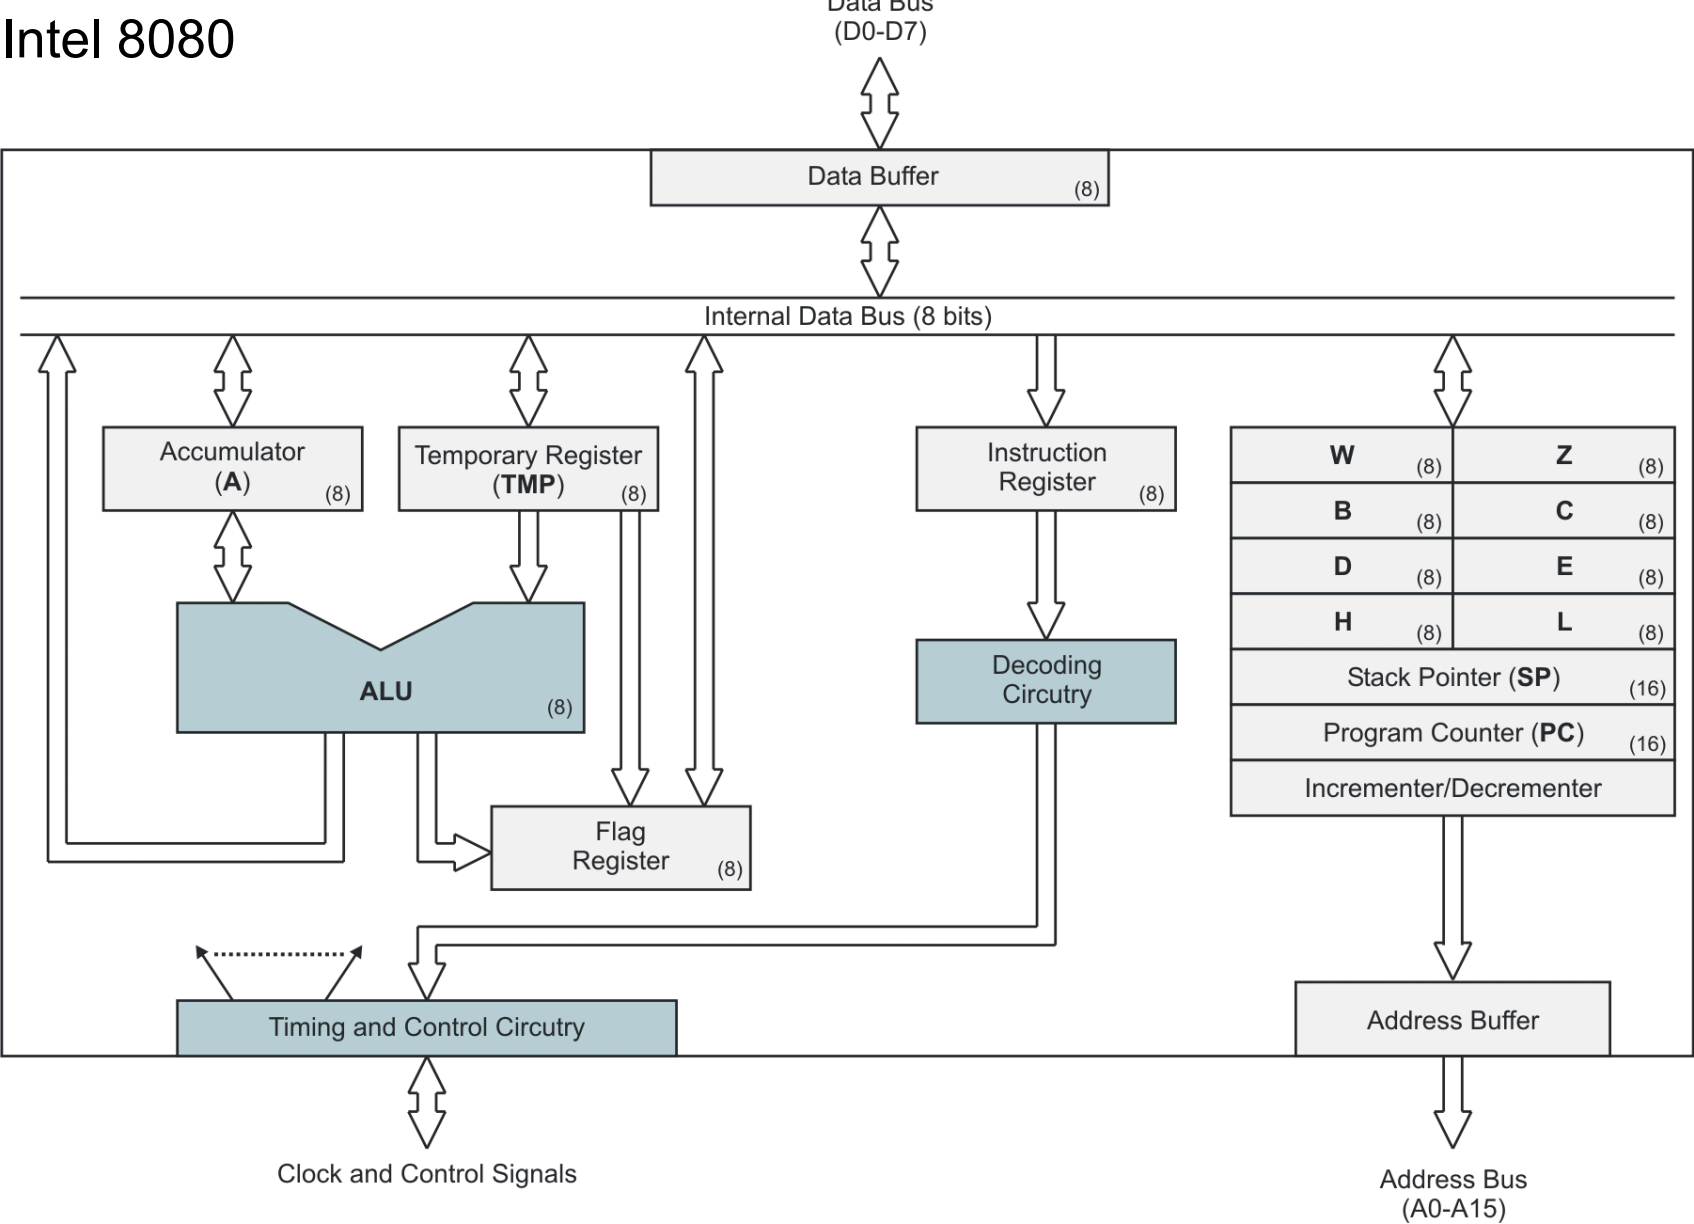 Intel 8080
Data Bus
(D0-D7)
Data Buffer
(8)
Internal Data Bus (8 bits)
Accumulator
(A)
(8)
Temporary Register
(TMP)
(8)
Instruction
Register
(8)
W
(8)
Z
(8)
B
(8)
C
(8)
D
(8)
E
(8)
H
(8)
L
(8)
Stack Pointer (SP)
(16)
Program Counter (PC)
(16)
Incrementer/Decrementer
ALU
(8)
Decoding
Circutry
Flag
Register
(8)
Timing and Control Circutry
Address Buffer
Clock and Control Signals
Address Bus
(A0-A15)